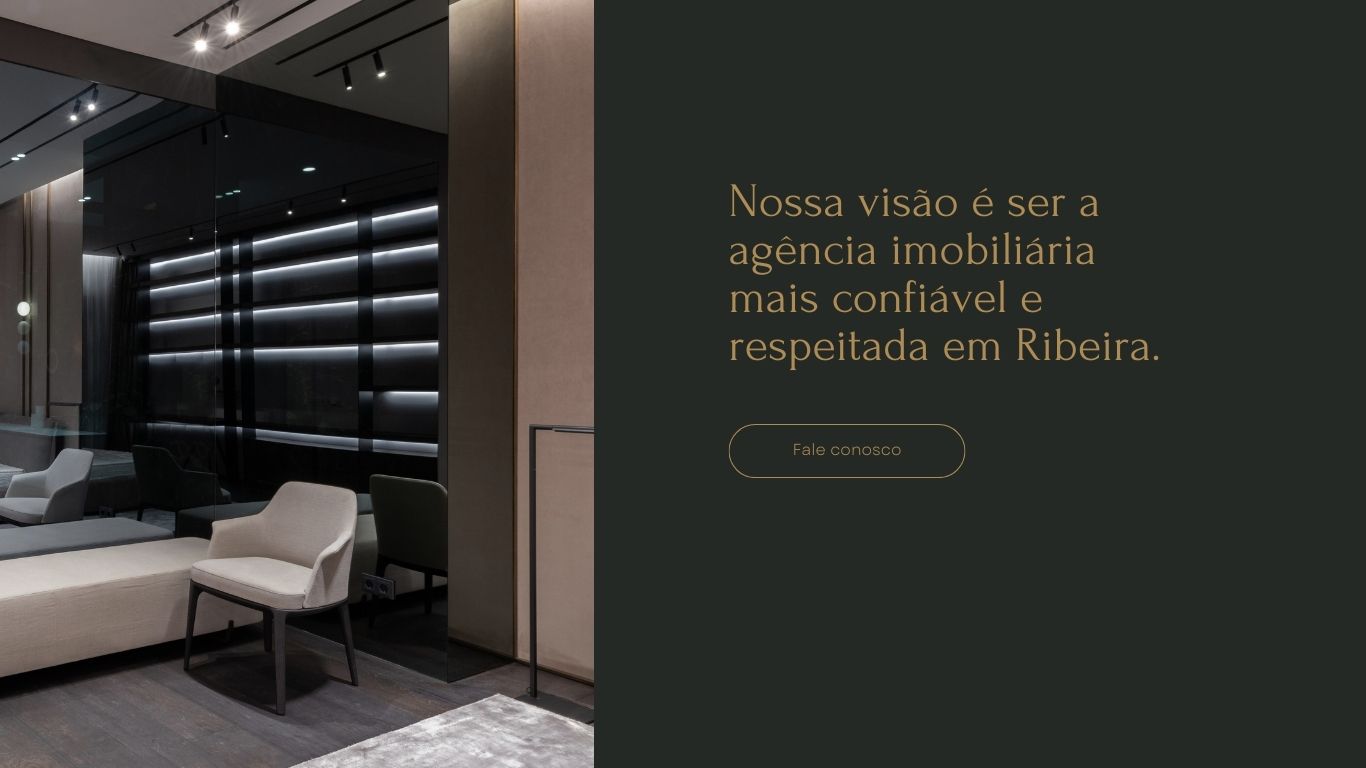 Nossa visão é ser a
agência imobiliária
mais confiável e
respeitada em Ribeira.
Fale conosco